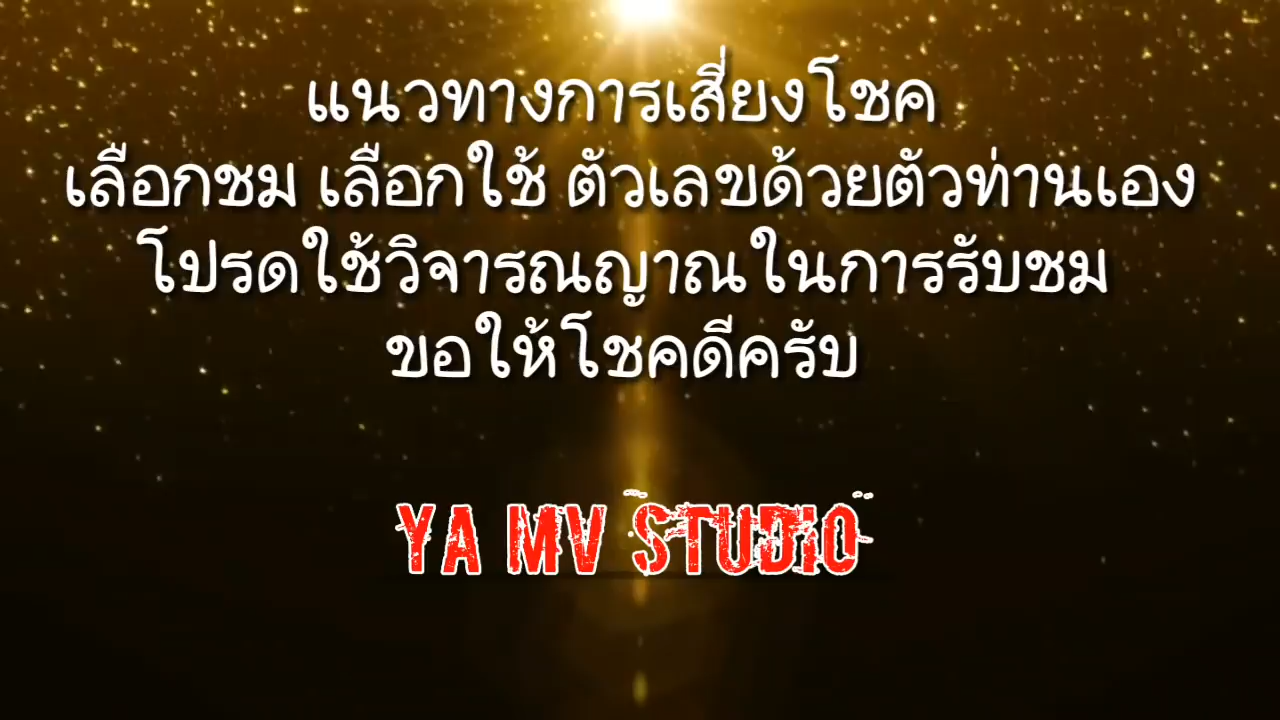 แนวทางการเสี่ยงโชค
เลือกชม เลือกใช้ ตัวเลขด้วยตัวท่านเอง
โปรดใช้วิจารณญาณในการรับชม
ขอให้โชคดีครับ
YA MV STUDIO